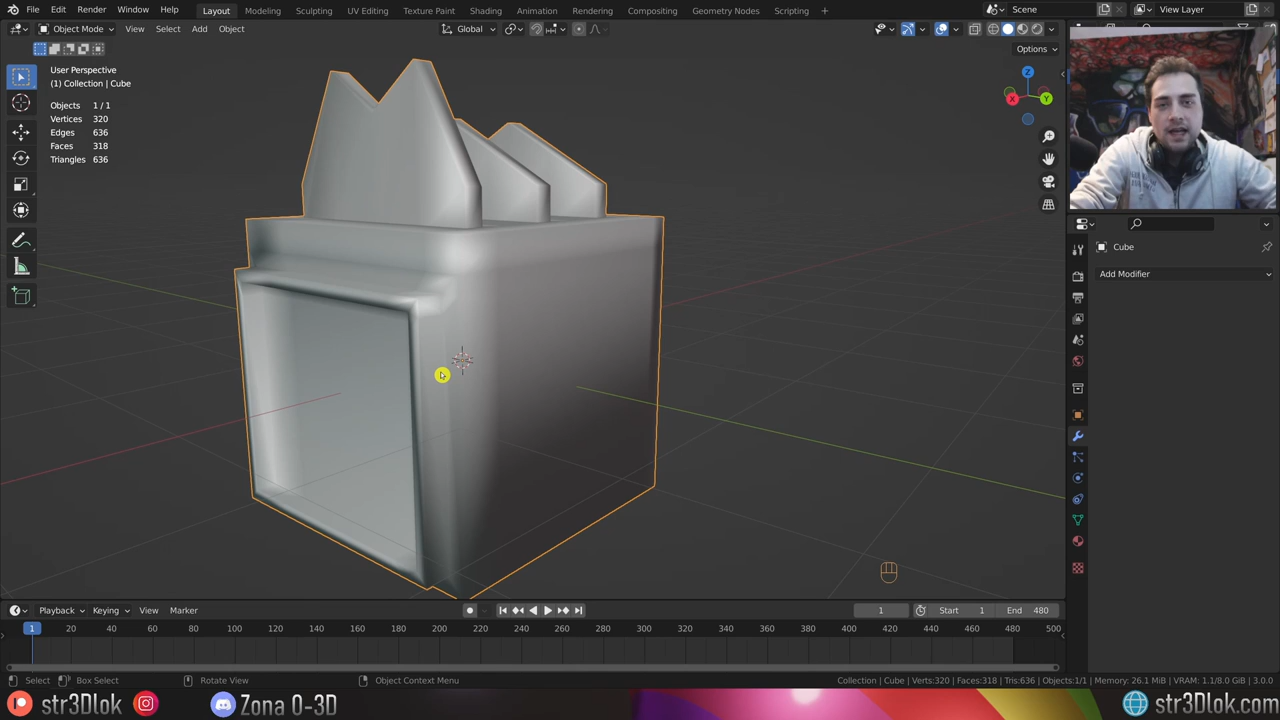 File Edit Render Window Help Layout Modeling Sculpting UV Editing Texture Paint Shading Animation Rendering Compositing Geometry Nodes Scripting + Scene View Layer
Object Mode View Select Add Object Global
Options
User Perspective
(1) Collection | Cube
Objects 1 / 1
Vertices 320
Edges 636
Faces 318
Triangles 636
Z
X
Y
Cube
Add Modifier
Playback Keying View Marker 1 Start 1 End 480
1 20 40 60 80 100 120 140 160 180 200 220 240 260 280 300 320 340 360 380 400 420 440 460 480 500
Select Box Select Rotate View Object Context Menu Collection | Cube | Verts:320 | Faces:318 | Tris:636 | Objects:1/1 | Memory: 26.1 MiB | VRAM: 1.1/8.0 GiB | 3.0.0
str3Dlok Zona 0-3D str3Dlok.com